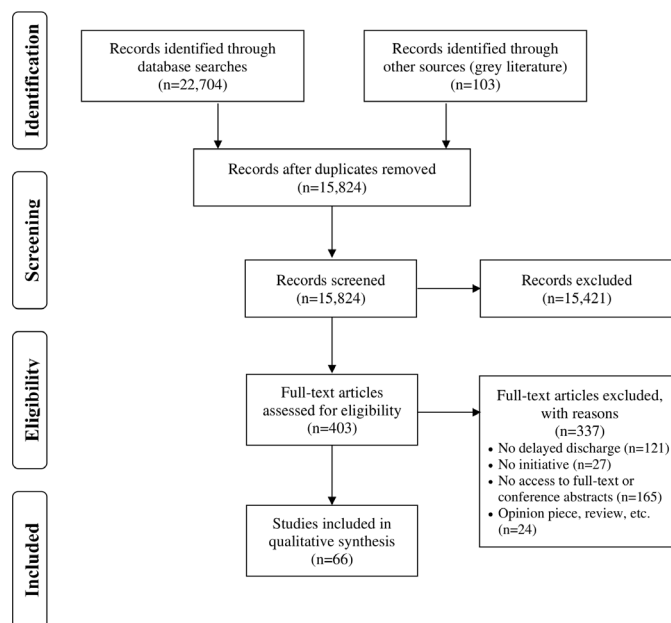 Identification
Records identified through
database searches
(n=22,704)
Records identified through
other sources (grey literature)
(n=103)
Records after duplicates removed
(n=15,824)
Screening
Records screened
(n=15,824)
Records excluded
(n=15,421)
Eligibility
Full-text articles
assessed for eligibility
(n=403)
Full-text articles excluded,
with reasons
(n=337)
• No delayed discharge (n=121)
• No initiative (n=27)
• No access to full-text or
conference abstracts (n=165)
• Opinion piece, review, etc.
(n=24)
Included
Studies included in
qualitative synthesis
(n=66)